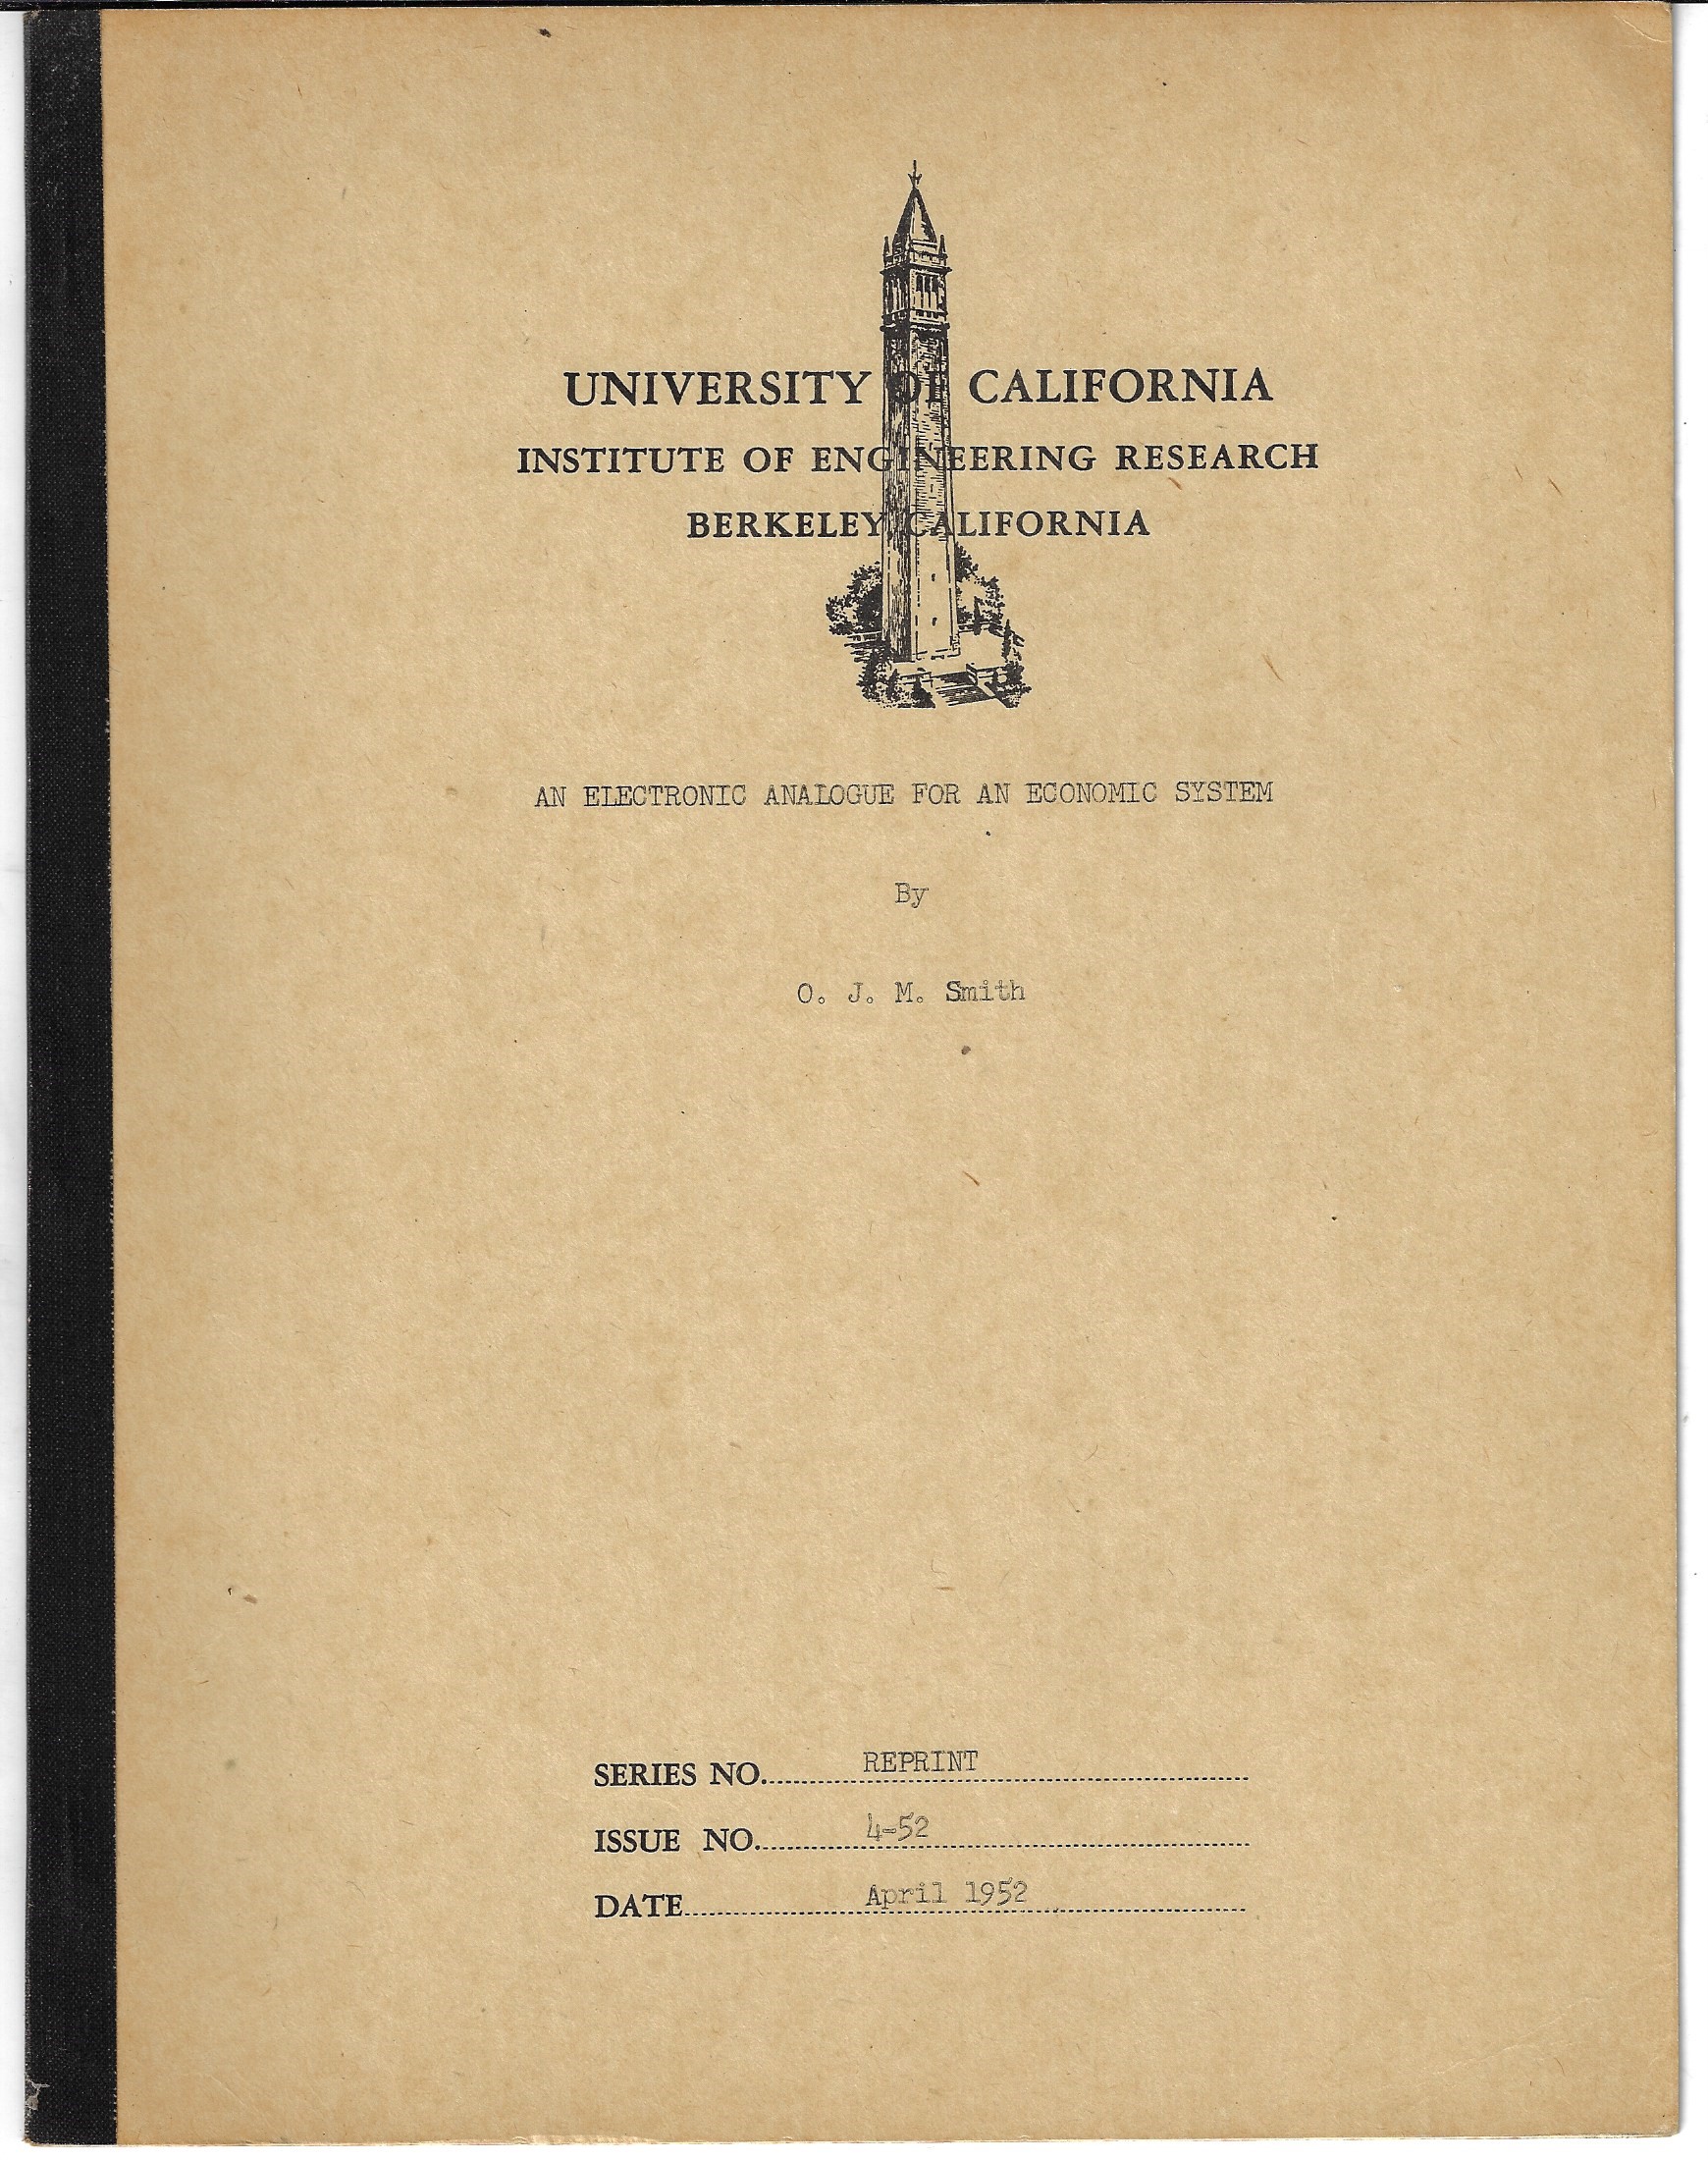 UNIVERSITY OF CALIFORNIA
INSTITUTE OF ENGINEERING RESEARCH
BERKELEY, CALIFORNIA
AN ELECTRONIC ANALOGUE FOR AN ECONOMIC SYSTEM
By
O. J. M. Smith
SERIES NO. REPRINT
ISSUE NO. 4-52
DATE April 1952